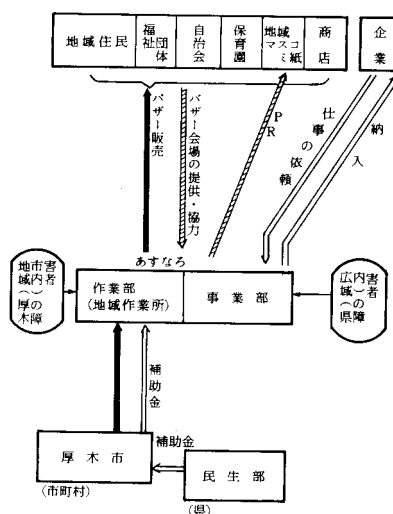 地域住民
福祉団体
自治会
保育園
地域マスコミ紙
商店
企業
バザー販売
バザー会場の提供・協力
PR
仕事の依頼
納入
あすなろ
地域(厚木市内)の障害者
作業部
(地域作業所)
事業部
広域(県内)の障害者
補助金
補助金
厚木市
(市町村)
民生部
(県)